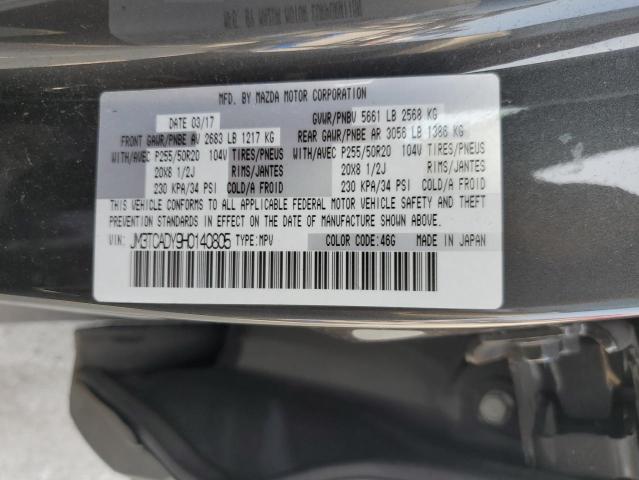 MFD. BY MAZDA MOTOR CORPORATION
DATE 03/17 GVWR/PNBV 5661 LB 2568 KG
FRONT GAWR/PNBE AV 2683 LB 1217 KG REAR GAWR/PNBE AR 3056 LB 1386 KG
WITH/AVEC P255/50R20 104V TIRES/PNEUS WITH/AVEC P255/50R20 104V TIRES/PNEUS
20X8 1/2J RIMS/JANTES 20X8 1/2J RIMS/JANTES
230 KPA/34 PSI COLD/A FROID 230 KPA/34 PSI COLD/A FROID
THIS VEHICLE CONFORMS TO ALL APPLICABLE FEDERAL MOTOR VEHICLE SAFETY AND THEFT
PREVENTION STANDARDS IN EFFECT ON THE DATE OF MANUFACTURE SHOWN ABOVE.
VIN: JM3TCADY9H0140805 TYPE: MPV COLOR CODE: 46G MADE IN JAPAN